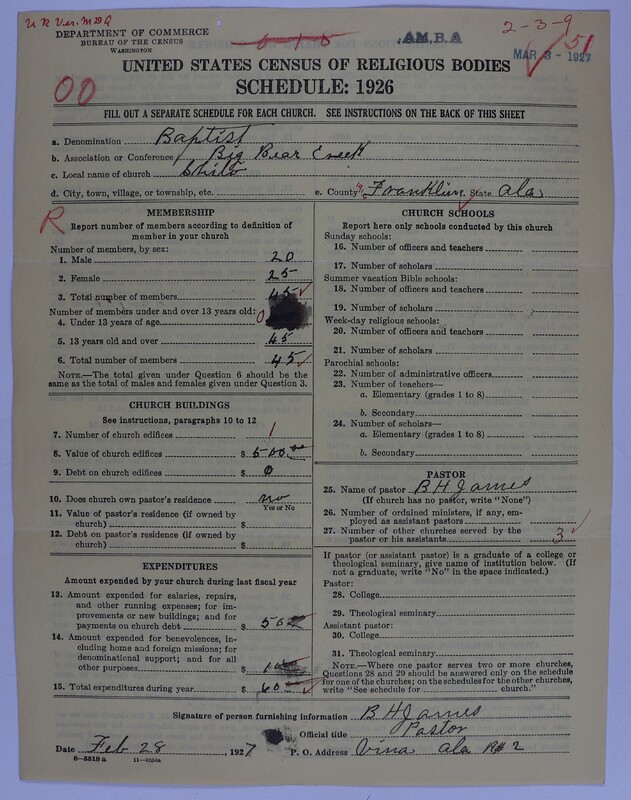 U R Ver. M D Q
2-3-9
DEPARTMENT OF COMMERCE
BUREAU OF THE CENSUS
WASHINGTON
A.M.B.A
MAR 3 - 1927
51
UNITED STATES CENSUS OF RELIGIOUS BODIES
SCHEDULE: 1926
00
FILL OUT A SEPARATE SCHEDULE FOR EACH CHURCH. SEE INSTRUCTIONS ON THE BACK OF THIS SHEET
a. Denomination Baptist
b. Association or Conference Big Bear Creek
c. Local name of church Shilo
d. City, town, village, or township, etc. e. County Franklin State Ala
R
MEMBERSHIP
Report number of members according to definition of
member in your church
Number of members, by sex:
1. Male 20
2. Female 25
3. Total number of members 45
Number of members under and over 13 years old:
4. Under 13 years of age 0
5. 13 years old and over 45
6. Total number of members 45
NOTE.—The total given under Question 6 should be the
same as the total of males and females given under Question 3.
CHURCH BUILDINGS
See instructions, paragraphs 10 to 12
7. Number of church edifices 1
8. Value of church edifices $ 500
9. Debt on church edifices $ 0
10. Does church own pastor's residence no
Yes or No
11. Value of pastor's residence (if owned by
church) $
12. Debt on pastor's residence (if owned by
church) $
EXPENDITURES
Amount expended by your church during last fiscal year
13. Amount expended for salaries, repairs,
and other running expenses; for im-
provements or new buildings; and for
payments on church debt $ 50
14. Amount expended for benevolences, in-
cluding home and foreign missions; for
denominational support; and for all
other purposes 10
15. Total expenditures during year $ 60
CHURCH SCHOOLS
Report here only schools conducted by this church
Sunday schools:
16. Number of officers and teachers
17. Number of scholars
Summer vacation Bible schools:
18. Number of officers and teachers
19. Number of scholars
Week-day religious schools:
20. Number of officers and teachers
21. Number of scholars
Parochial schools:
22. Number of administrative officers
23. Number of teachers—
a. Elementary (grades 1 to 8)
b. Secondary
24. Number of scholars—
a. Elementary (grades 1 to 8)
b. Secondary
PASTOR
25. Name of pastor B H James
(If church has no pastor, write "None")
26. Number of ordained ministers, if any, em-
ployed as assistant pastors
27. Number of other churches served by the
pastor or his assistants 3
If pastor (or assistant pastor) is a graduate of a college or
theological seminary, give name of institution below. (If
not a graduate, write "No" in the space indicated.)
Pastor:
28. College
29. Theological seminary
Assistant pastor:
30. College
31. Theological seminary
NOTE.—Where one pastor serves two or more churches,
Questions 28 and 29 should be answered only on the schedule
for one of the churches; on the schedules for the other churches,
write "See schedule for church."
Signature of person furnishing information B H James
Official title Pastor
Date Feb 28 1927 P. O. Address Vina Ala R# 2
8—5518 a